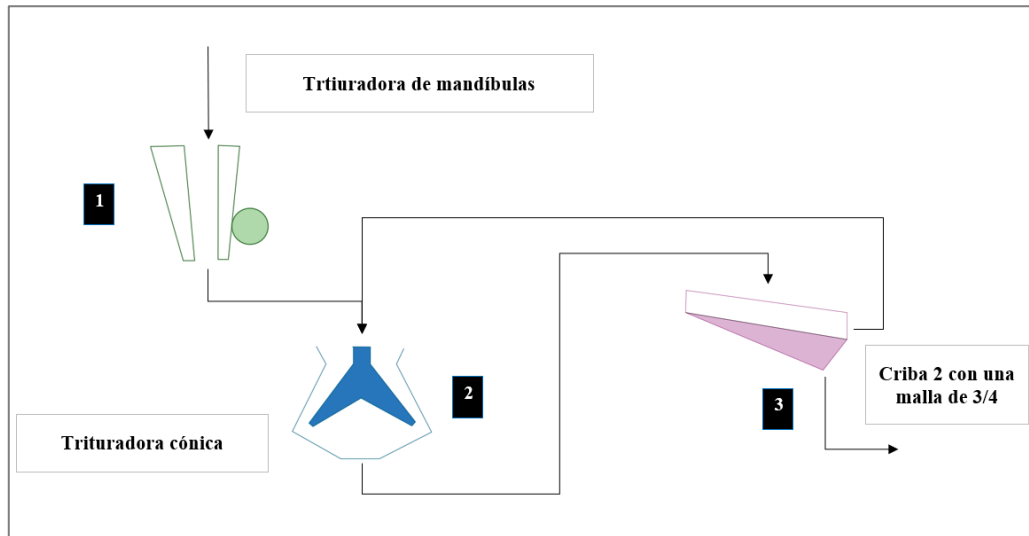 Trtiuradora de mandíbulas
1
2
Criba 2 con una
malla de 3/4
3
Trituradora cónica